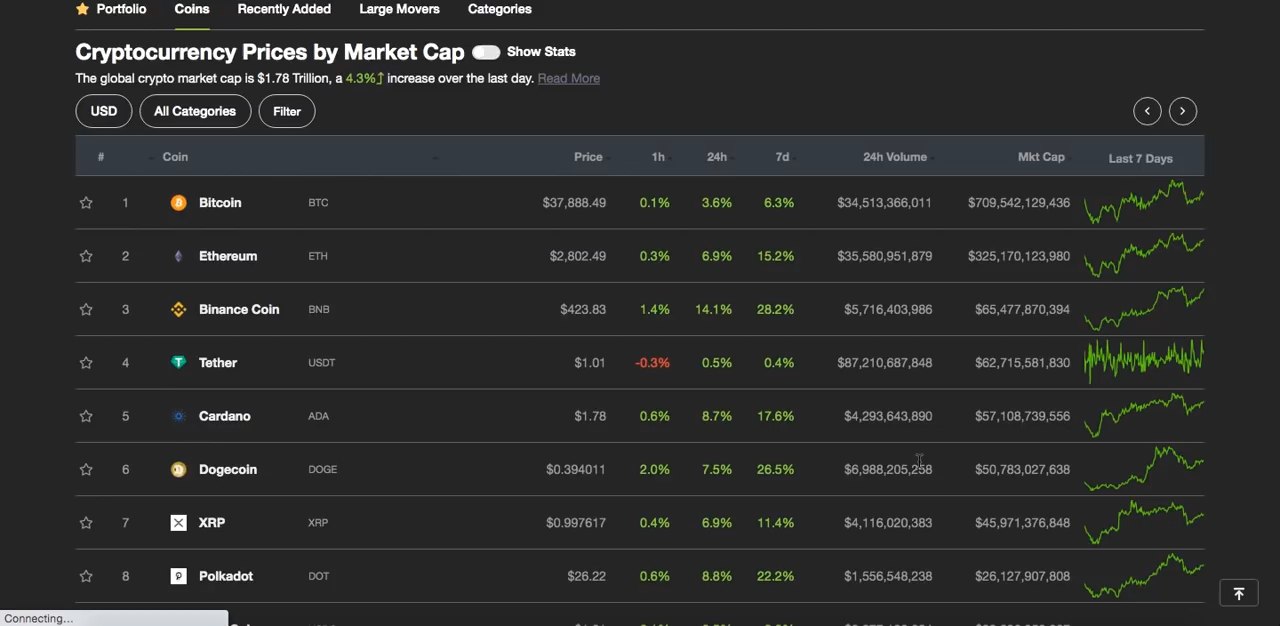 Portfolio Coins Recently Added Large Movers Categories
Cryptocurrency Prices by Market Cap Show Stats
The global crypto market cap is $1.78 Trillion, a 4.3% increase over the last day. Read More
USD All Categories Filter
# Coin Price 1h 24h 7d 24h Volume Mkt Cap Last 7 Days
1 Bitcoin BTC $37,888.49 0.1% 3.6% 6.3% $34,513,366,011 $709,542,129,436
2 Ethereum ETH $2,802.49 0.3% 6.9% 15.2% $35,580,951,879 $325,170,123,980
3 Binance Coin BNB $423.83 1.4% 14.1% 28.2% $5,716,403,986 $65,477,870,394
4 Tether USDT $1.01 -0.3% 0.5% 0.4% $87,210,687,848 $62,715,581,830
5 Cardano ADA $1.78 0.6% 8.7% 17.6% $4,293,643,890 $57,108,739,556
6 Dogecoin DOGE $0.394011 2.0% 7.5% 26.5% $6,988,205,258 $50,783,027,638
7 XRP XRP $0.997617 0.4% 6.9% 11.4% $4,116,020,383 $45,971,376,848
8 Polkadot DOT $26.22 0.6% 8.8% 22.2% $1,556,548,238 $26,127,907,808
Connecting...